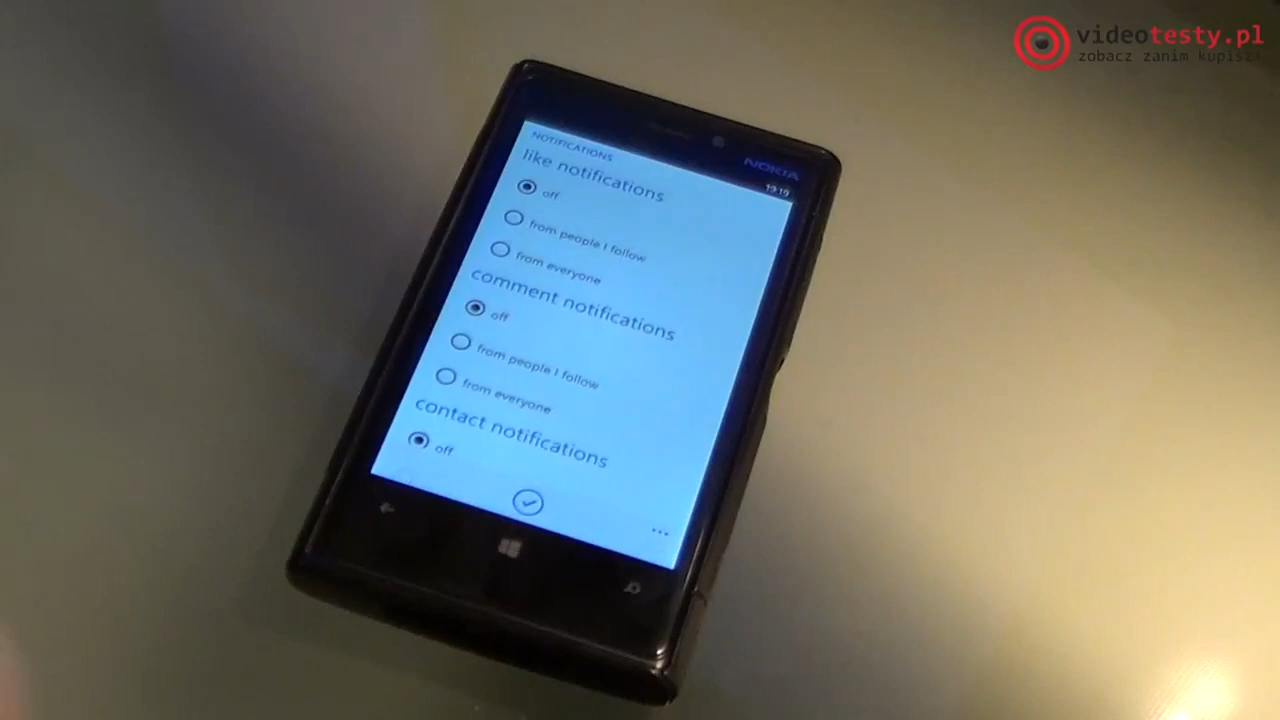 videotesty.pl
zobacz zanim kupisz!
NOKIA
19:19
NOTIFICATIONS
like notifications
off
from people I follow
from everyone
comment notifications
off
from people I follow
from everyone
contact notifications
off